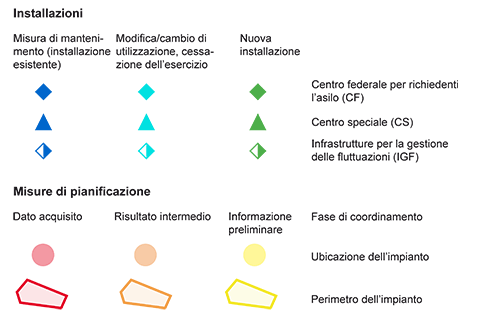 Installazioni
Misura di manteni-
mento (installazione
esistente)
Modifica/cambio di
utilizzazione, cessa-
zione dell'esercizio
Nuova
installazione
Centro federale per richiedenti
l'asilo (CF)
Centro speciale (CS)
Infrastrutture per la gestione
delle fluttuazioni (IGF)
Misure di pianificazione
Dato acquisito
Risultato intermedio
Informazione
preliminare
Fase di coordinamento
Ubicazione dell'impianto
Perimetro dell'impianto